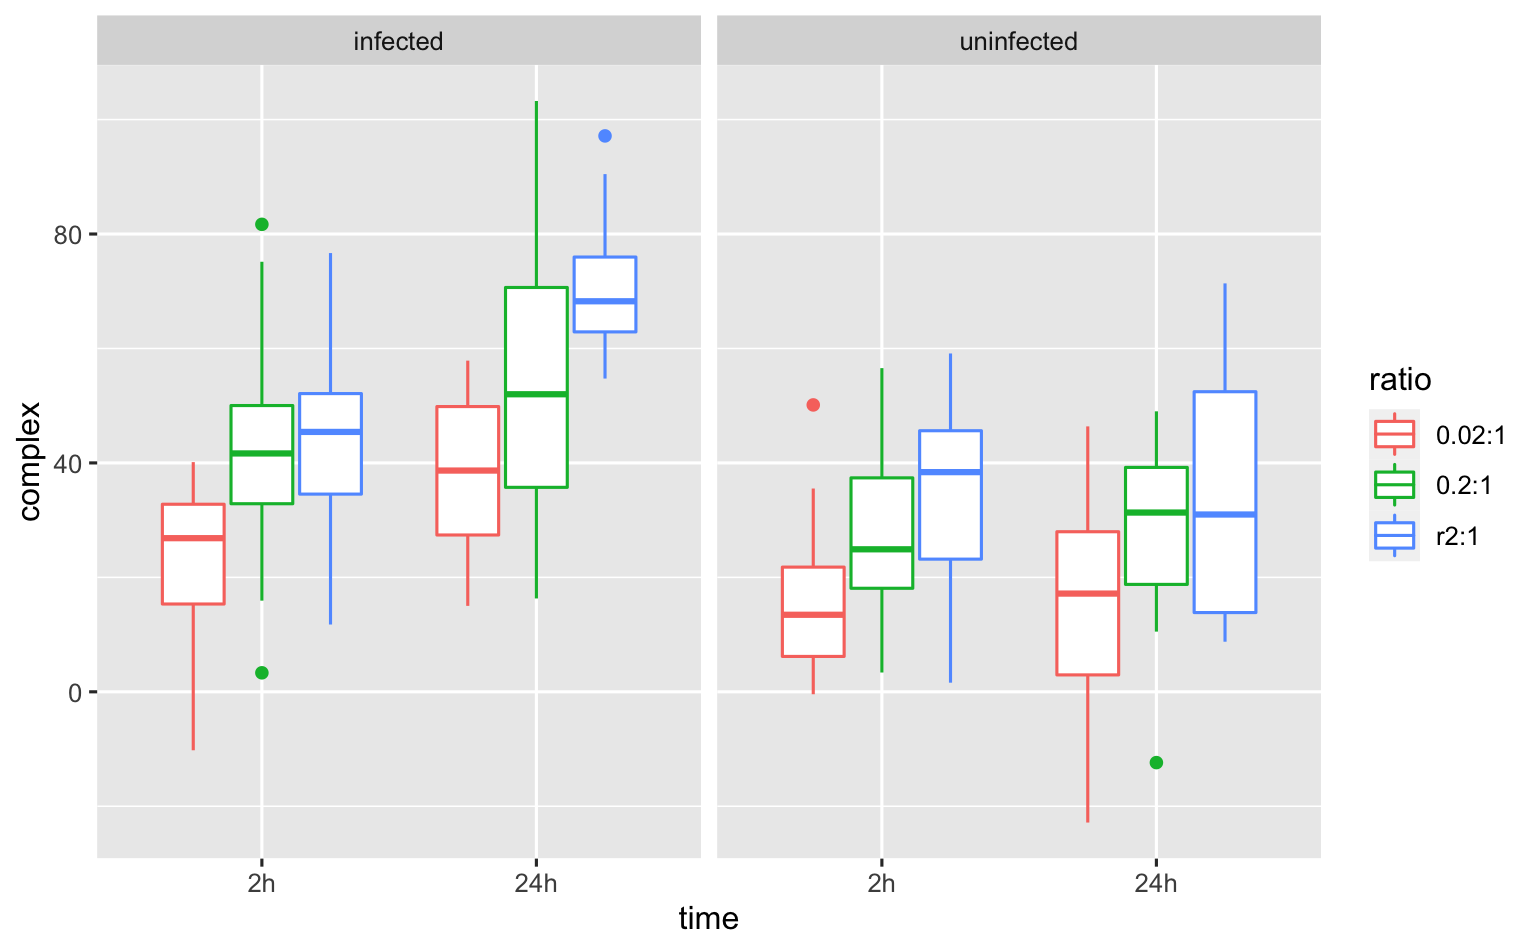 infected
uninfected
80
40
0
complex
2h
24h
2h
24h
time
ratio
0.02:1
0.2:1
r2:1